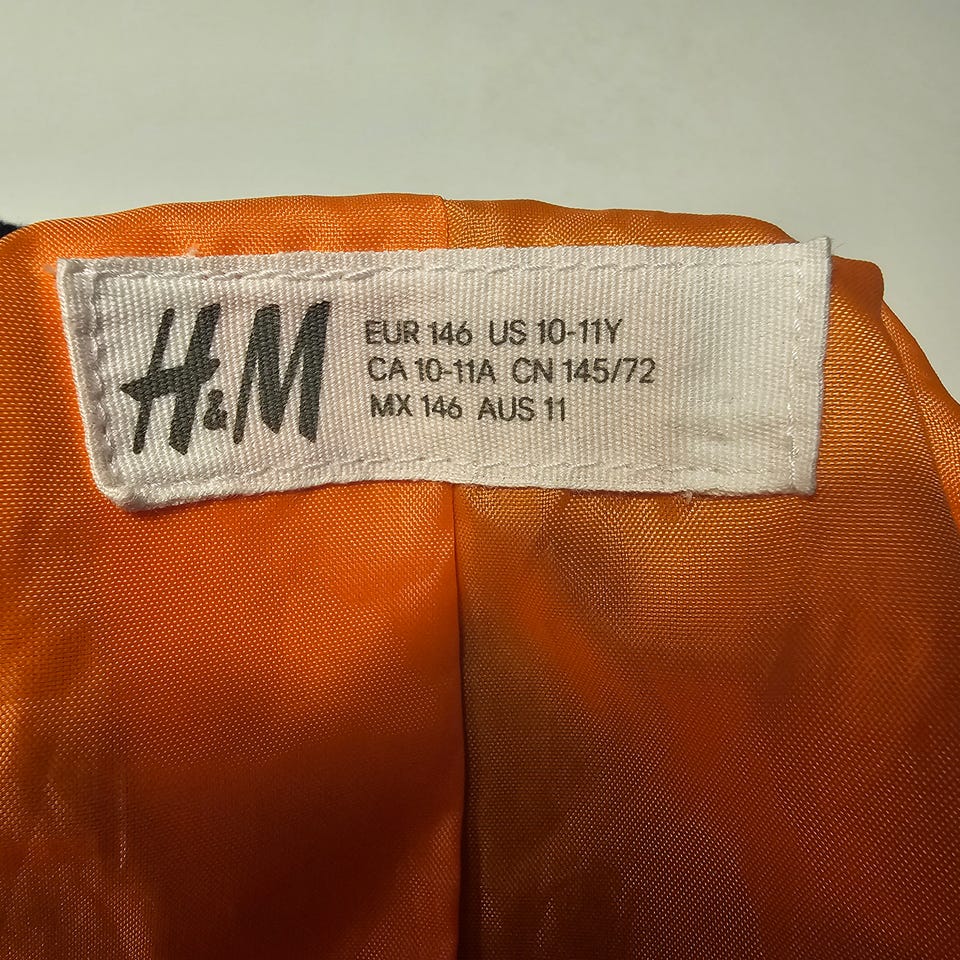 H&M
EUR 146 US 10-11Y
CA 10-11A CN 145/72
MX 146 AUS 11